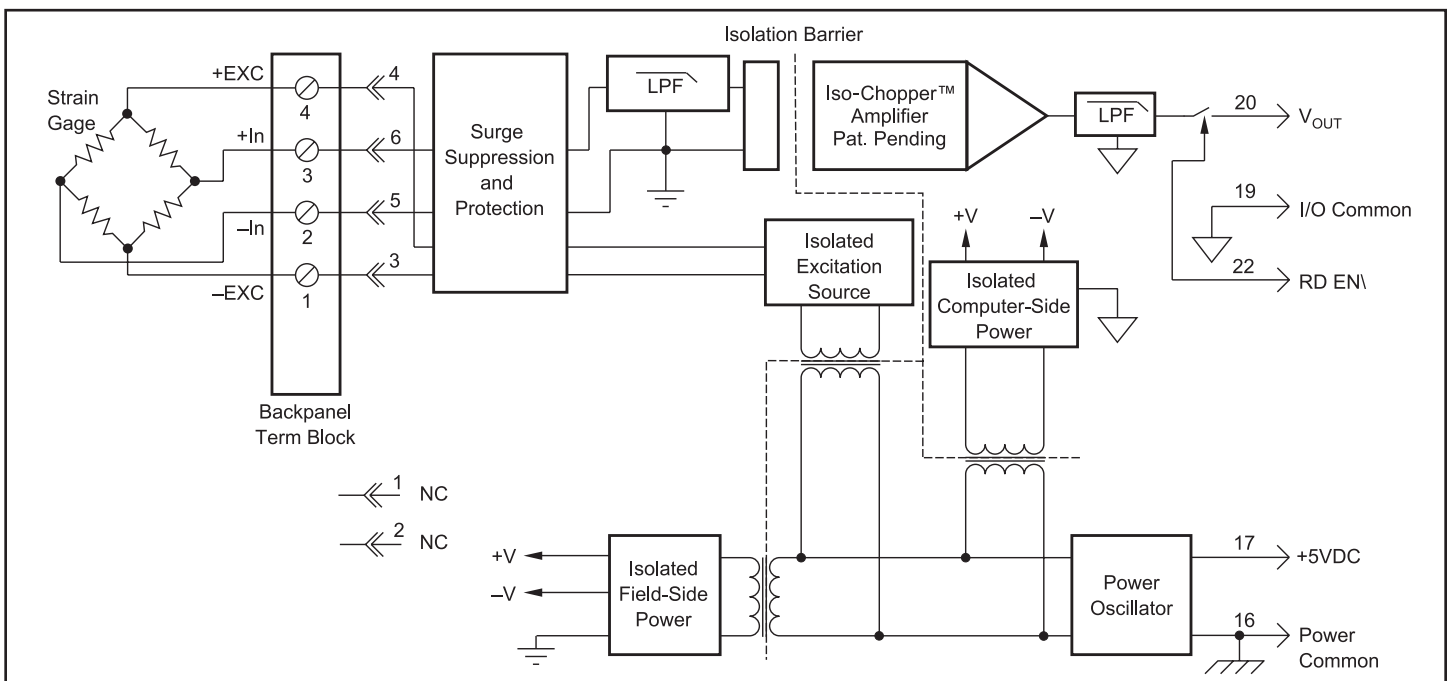 Isolation Barrier
Strain
Gage
+EXC
4
4
+In
3
6
–In
2
5
–EXC
1
3
Backpanel
Term Block
Surge
Suppression
and
Protection
LPF
Iso-Chopper™
Amplifier
Pat. Pending
LPF
20
V_OUT
19
I/O Common
22
RD EN\
Isolated
Excitation
Source
+V
–V
Isolated
Computer-Side
Power
1
NC
2
NC
+V
–V
Isolated
Field-Side
Power
Power
Oscillator
17
+5VDC
16
Power
Common